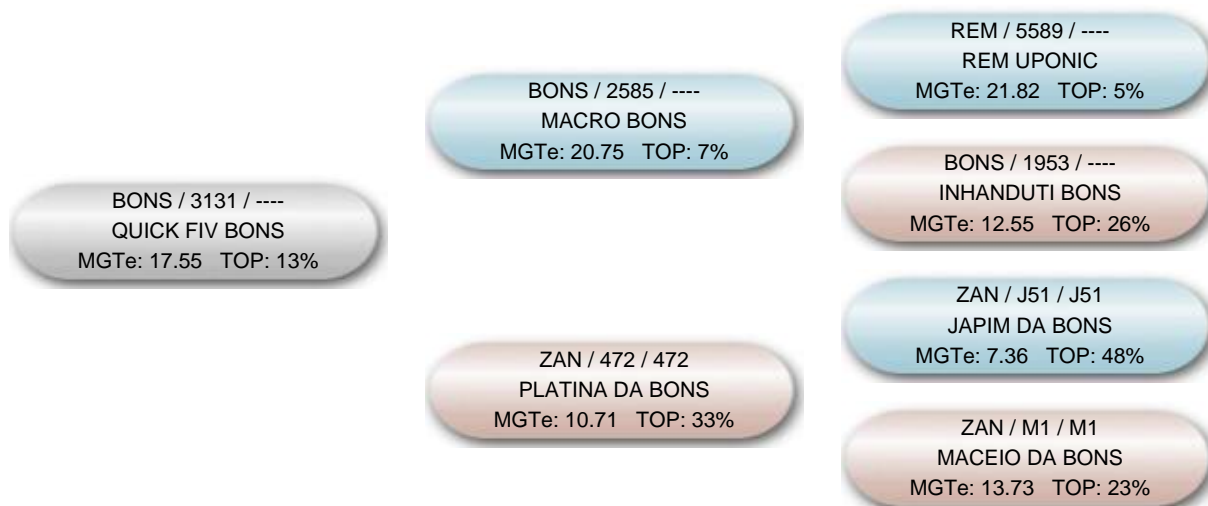 BONS / 3131 / ----
QUICK FIV BONS
MGTe: 17.55 TOP: 13%
BONS / 2585 / ----
MACRO BONS
MGTe: 20.75 TOP: 7%
ZAN / 472 / 472
PLATINA DA BONS
MGTe: 10.71 TOP: 33%
REM / 5589 / ----
REM UPONIC
MGTe: 21.82 TOP: 5%
BONS / 1953 / ----
INHANDUTI BONS
MGTe: 12.55 TOP: 26%
ZAN / J51 / J51
JAPIM DA BONS
MGTe: 7.36 TOP: 48%
ZAN / M1 / M1
MACEIO DA BONS
MGTe: 13.73 TOP: 23%